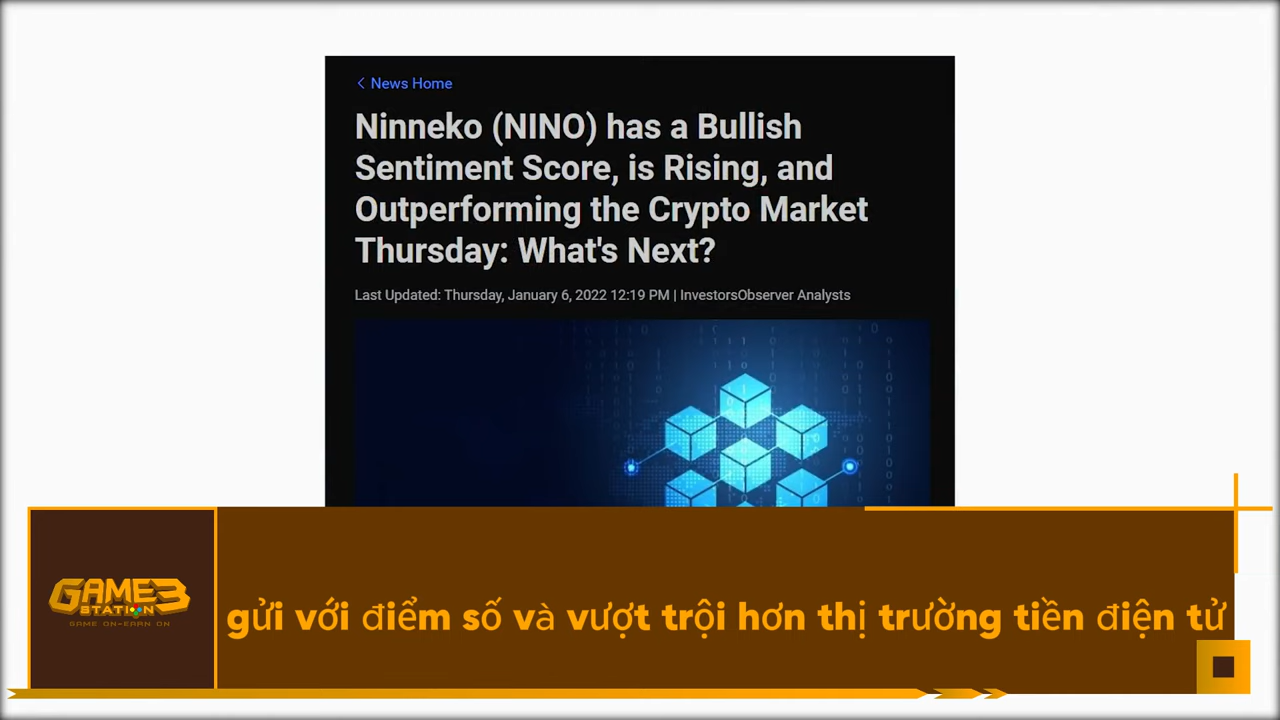 < News Home
Ninneko (NINO) has a Bullish
Sentiment Score, is Rising, and
Outperforming the Crypto Market
Thursday: What's Next?
Last Updated: Thursday, January 6, 2022 12:19 PM | InvestorsObserver Analysts
GAME3
STATION
GAME ON-EARN ON
gửi với điểm số và vượt trội hơn thị trường tiền điện tử